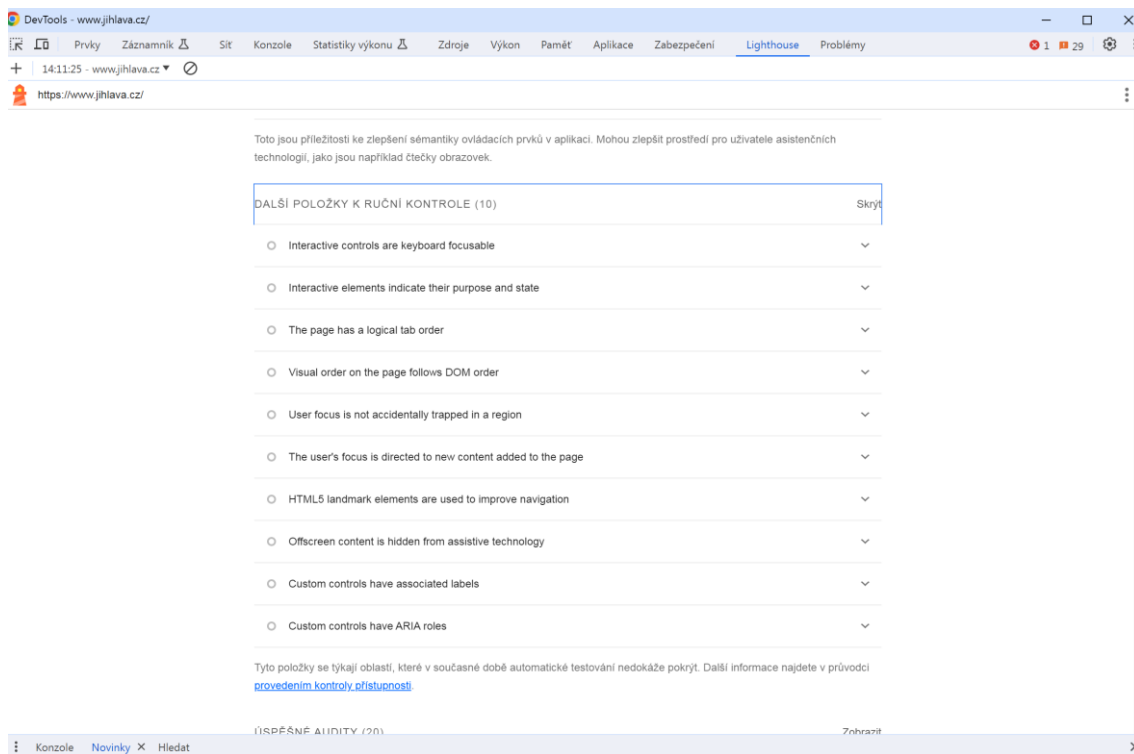 DevTools - www.jihlava.cz/
Prvky Záznamník Síť Konzole Statistiky výkonu Zdroje Výkon Paměť Aplikace Zabezpečení Lighthouse Problémy 1 29
14:11:25 - www.jihlava.cz
https://www.jihlava.cz/
Toto jsou příležitosti ke zlepšení sémantiky ovládacích prvků v aplikaci. Mohou zlepšit prostředí pro uživatele asistenčních
technologií, jako jsou například čtečky obrazovek.
DALŠÍ POLOŽKY K RUČNÍ KONTROLE (10) Skrýt
Interactive controls are keyboard focusable
Interactive elements indicate their purpose and state
The page has a logical tab order
Visual order on the page follows DOM order
User focus is not accidentally trapped in a region
The user's focus is directed to new content added to the page
HTML5 landmark elements are used to improve navigation
Offscreen content is hidden from assistive technology
Custom controls have associated labels
Custom controls have ARIA roles
Tyto položky se týkají oblastí, které v současné době automatické testování nedokáže pokrýt. Další informace najdete v průvodci
provedením kontroly přístupnosti.
ÚSPĚŠNÉ AUDITY (20) Zobrazit
Konzole Novinky Hledat